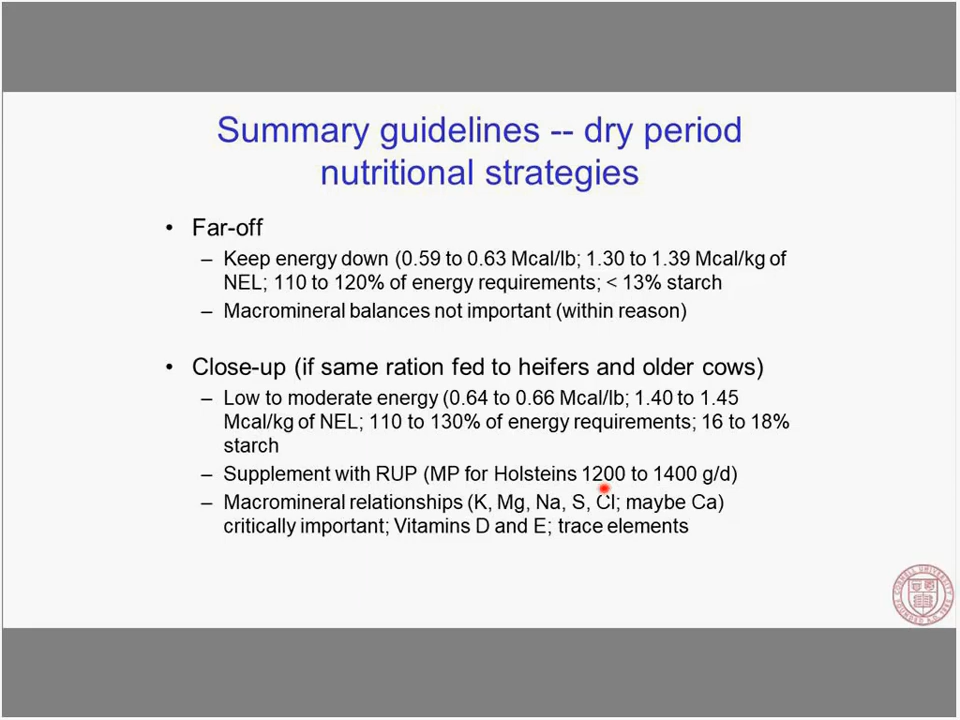 Summary guidelines -- dry period
nutritional strategies
• Far-off
– Keep energy down (0.59 to 0.63 Mcal/lb; 1.30 to 1.39 Mcal/kg of
NEL; 110 to 120% of energy requirements; < 13% starch
– Macromineral balances not important (within reason)
• Close-up (if same ration fed to heifers and older cows)
– Low to moderate energy (0.64 to 0.66 Mcal/lb; 1.40 to 1.45
Mcal/kg of NEL; 110 to 130% of energy requirements; 16 to 18%
starch
– Supplement with RUP (MP for Holsteins 1200 to 1400 g/d)
– Macromineral relationships (K, Mg, Na, S, Cl; maybe Ca)
critically important; Vitamins D and E; trace elements
CORNELL UNIVERSITY
FOUNDED A.D. 1865